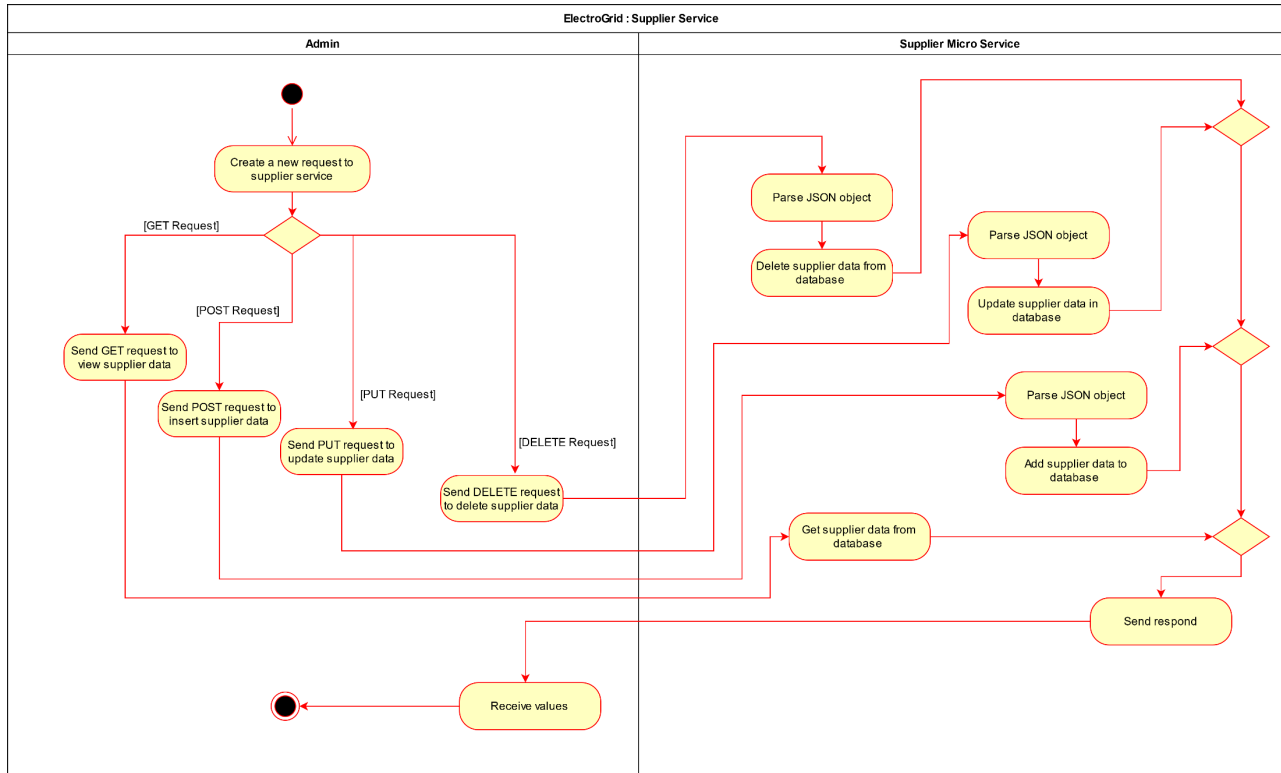 ElectroGrid : Supplier Service
Admin
Supplier Micro Service
Create a new request to
supplier service
[GET Request]
[POST Request]
[PUT Request]
[DELETE Request]
Send GET request to
view supplier data
Send POST request to
insert supplier data
Send PUT request to
update supplier data
Send DELETE request
to delete supplier data
Parse JSON object
Delete supplier data from
database
Parse JSON object
Update supplier data in
database
Parse JSON object
Add supplier data to
database
Get supplier data from
database
Send respond
Receive values